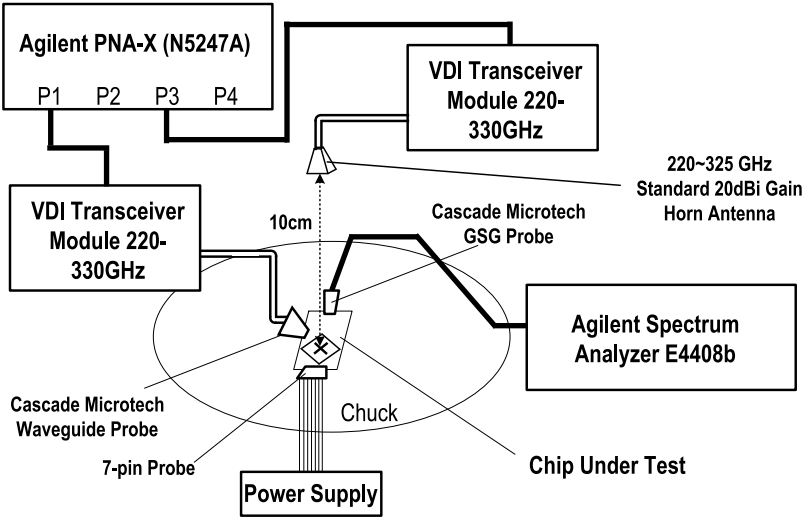 Agilent PNA-X (N5247A)
P1 P2 P3 P4
VDI Transceiver
Module 220-
330GHz
220~325 GHz
Standard 20dBi Gain
Horn Antenna
VDI Transceiver
Module 220-
330GHz
10cm
Cascade Microtech
GSG Probe
Agilent Spectrum
Analyzer E4408b
Cascade Microtech
Waveguide Probe
Chuck
7-pin Probe
Chip Under Test
Power Supply